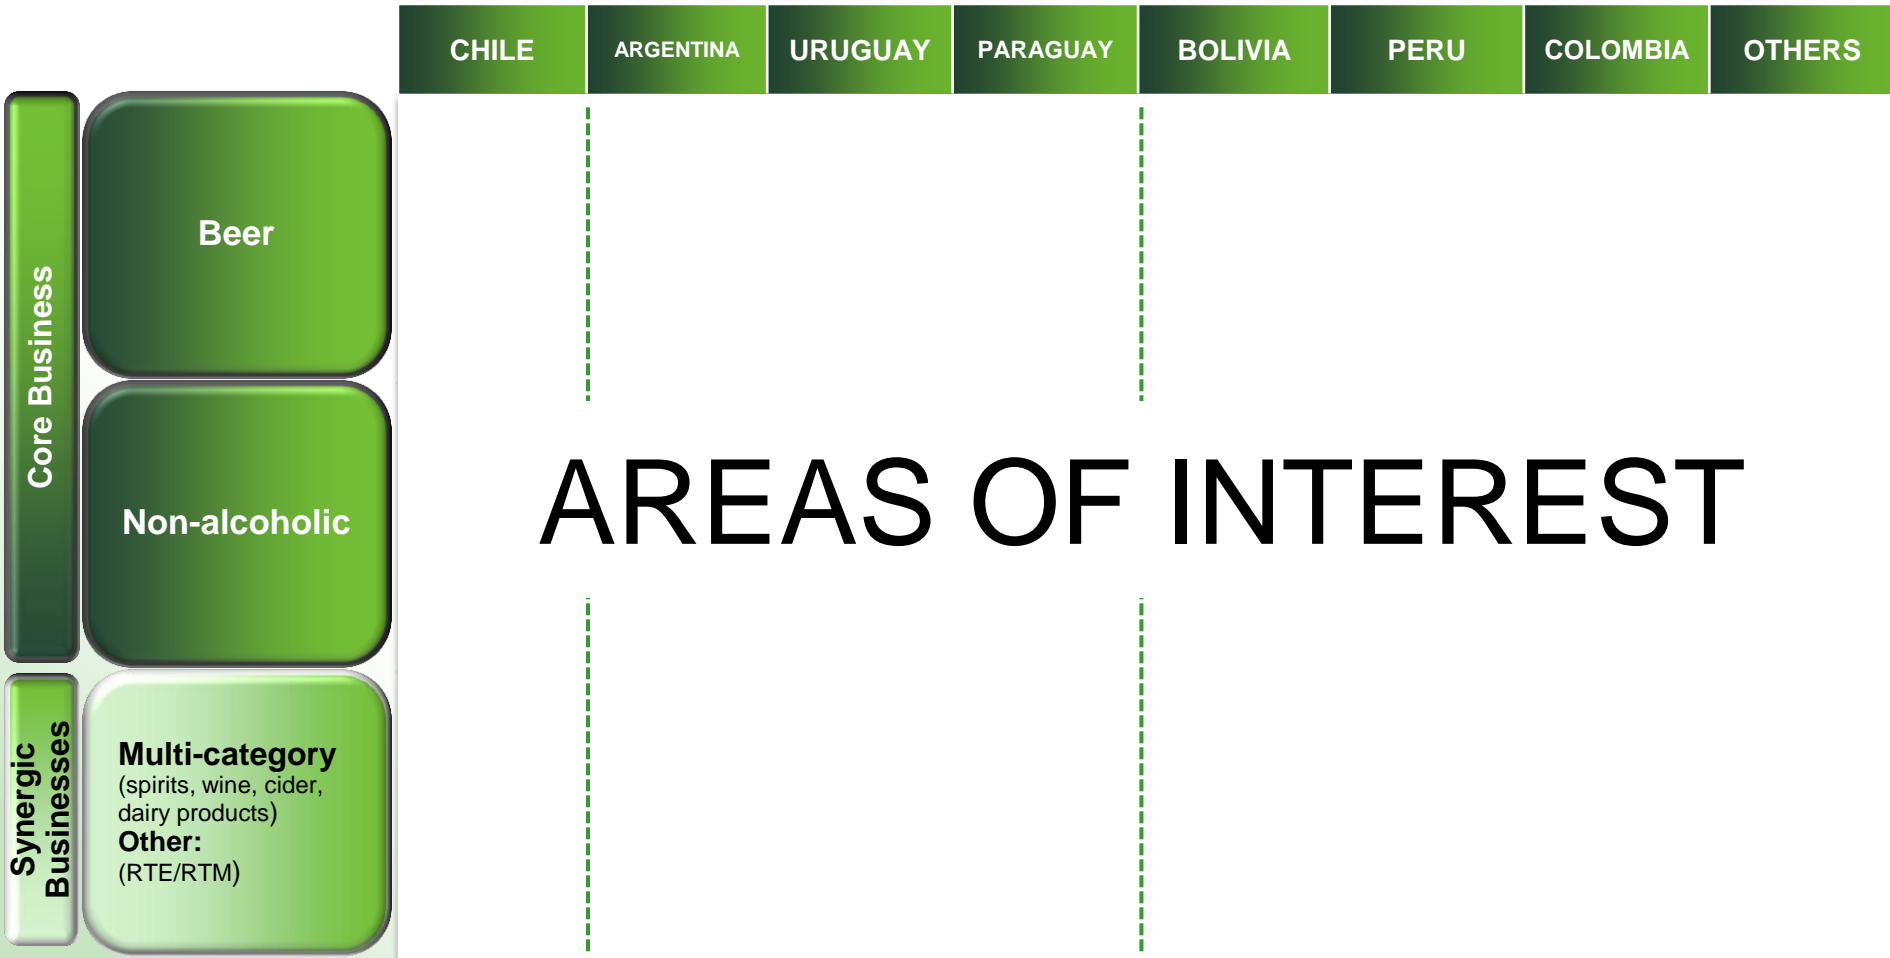 CHILE
ARGENTINA
URUGUAY
PARAGUAY
BOLIVIA
PERU
COLOMBIA
OTHERS
Core Business
Beer
Non-alcoholic
AREAS OF INTEREST
Synergic
Businesses
Multi-category
(spirits, wine, cider,
dairy products)
Other:
(RTE/RTM)